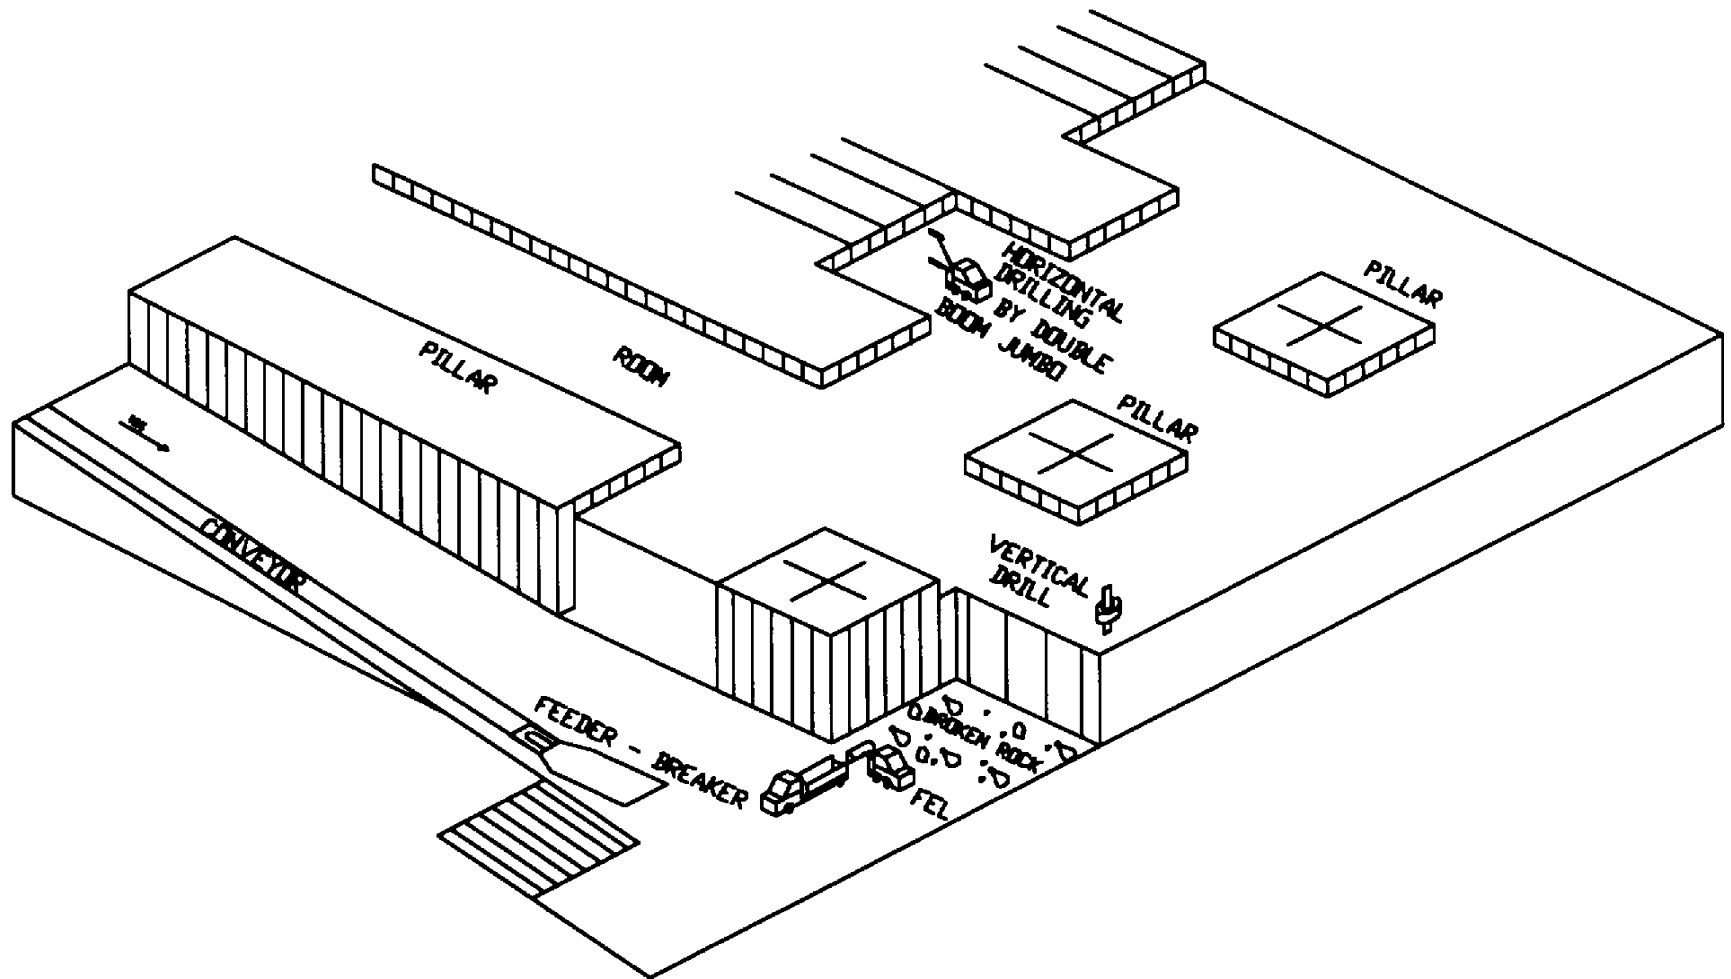 HORIZONTAL
DRILLING
BY DOUBLE
BOOM JUMBO
PILLAR
PILLAR
ROOM
PILLAR
CONVEYOR
VERTICAL
DRILL
FEEDER - BREAKER
BROKEN ROCK
FEL